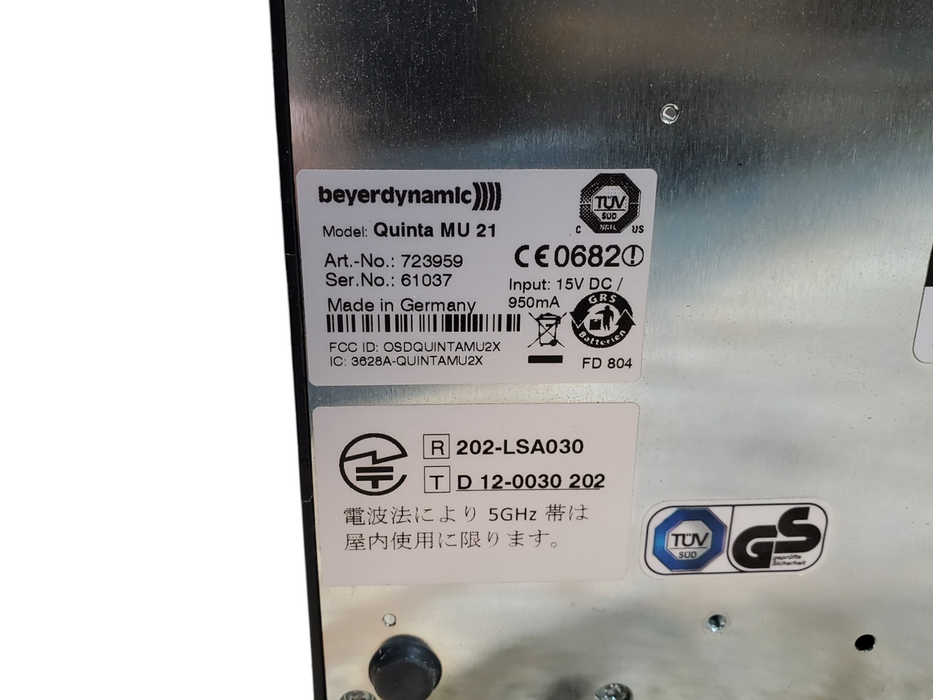 beyerdynamic
Model: Quinta MU 21
Art.-No.: 723959
Ser.No.: 61037
Made in Germany
FCC ID: OSDQUINTAMU2X
IC: 3628A-QUINTAMU2X
TÜV
SÜD
C US
CE0682
Input: 15V DC /
950mA
GRS
Batterien
FD 804
R 202-LSA030
T D 12-0030 202
電波法により 5GHz 帯は
屋内使用に限ります。
TÜV
SÜD
GS
geprüfte
Sicherheit